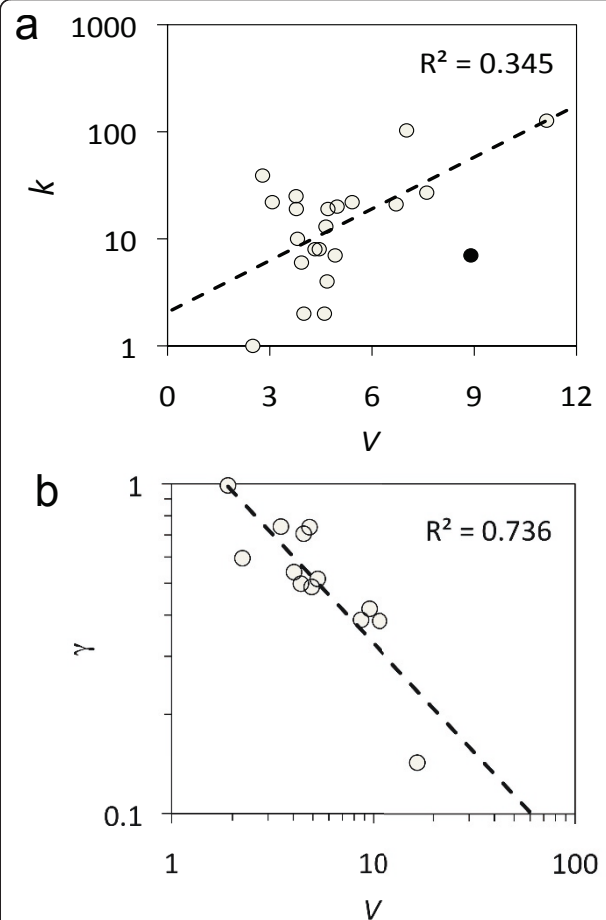 a
1000
R² = 0.345
100
k
10
1
0 3 6 9 12
V
b
1
R² = 0.736
γ
0.1
1 10 100
V